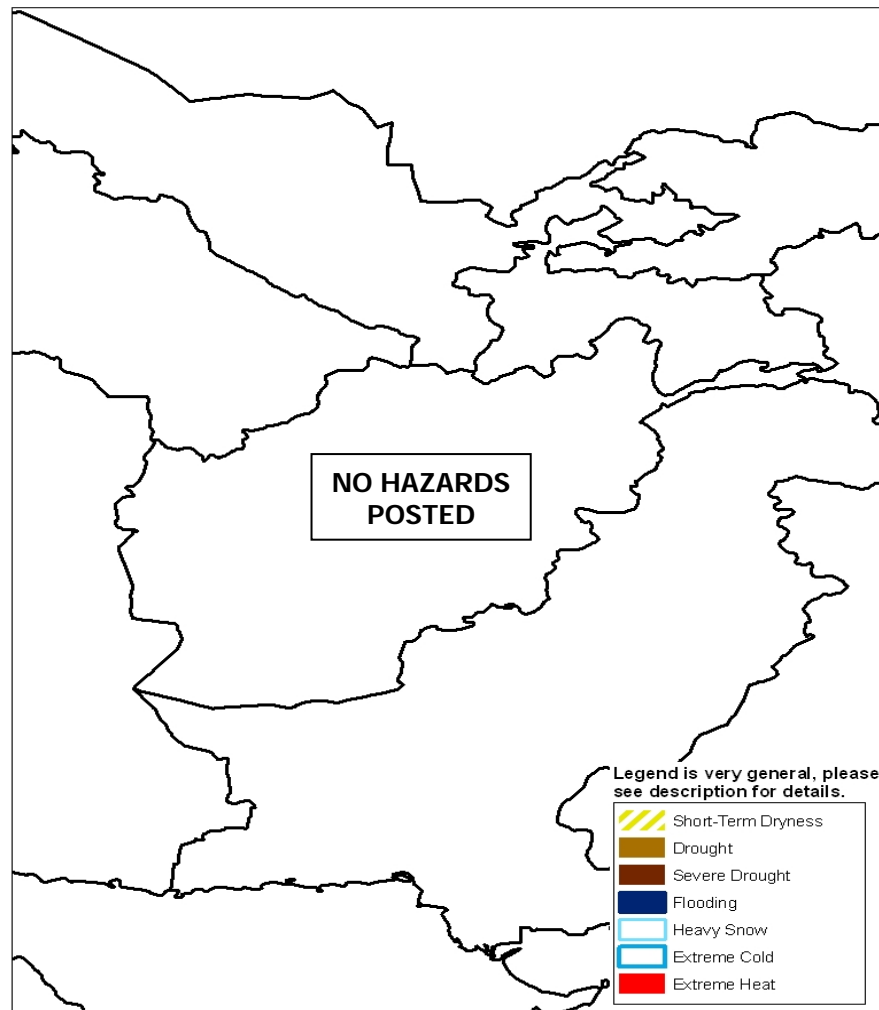 NO HAZARDS
POSTED
Legend is very general, please
see description for details.
Short-Term Dryness
Drought
Severe Drought
Flooding
Heavy Snow
Extreme Cold
Extreme Heat